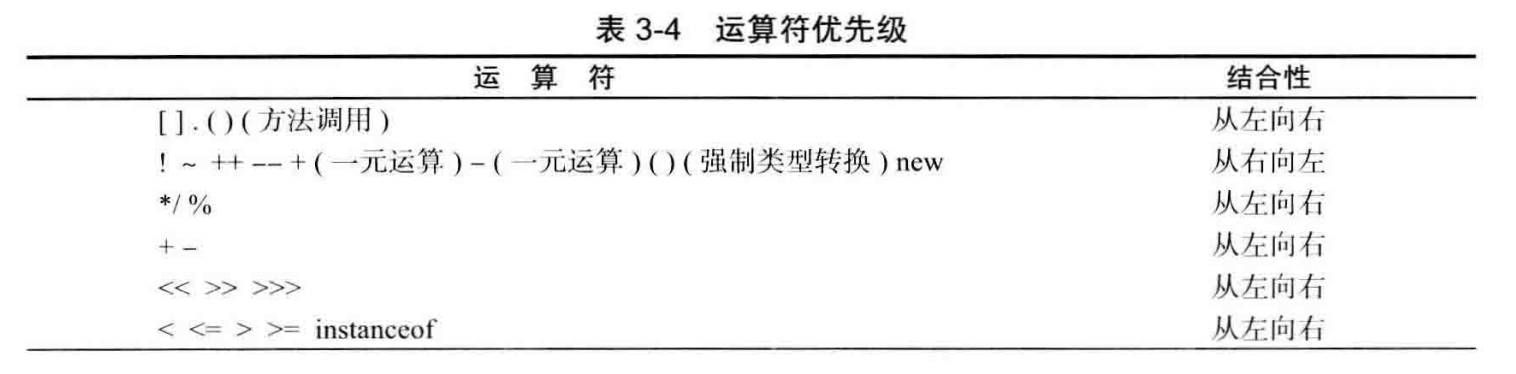 表 3-4 运算符优先级
运 算 符 结合性
[ ] . ( ) ( 方法调用 ) 从左向右
! ~ ++ -- + ( 一元运算 ) – ( 一元运算 ) ( ) ( 强制类型转换 ) new 从右向左
*/ % 从左向右
+ – 从左向右
<< >> >>> 从左向右
< <= > >= instanceof 从左向右